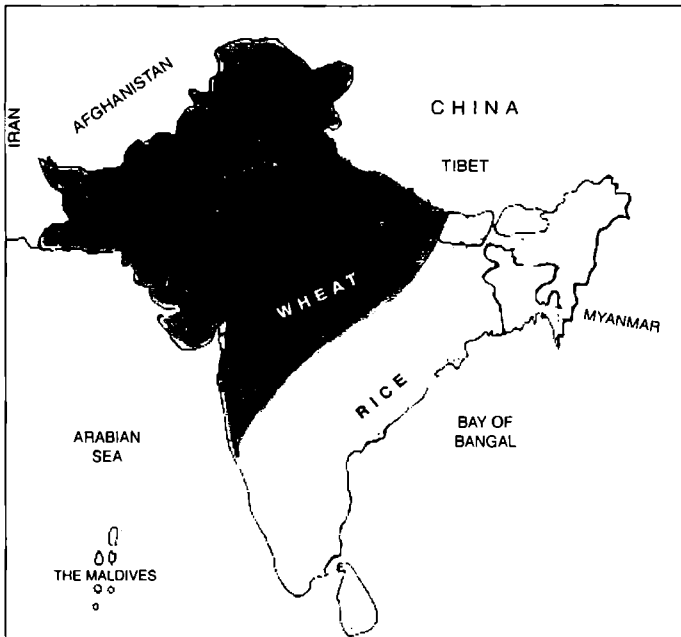 IRAN
AFGHANISTAN
CHINA
TIBET
WHEAT
MYANMAR
RICE
ARABIAN
SEA
BAY OF
BANGAL
THE MALDIVES